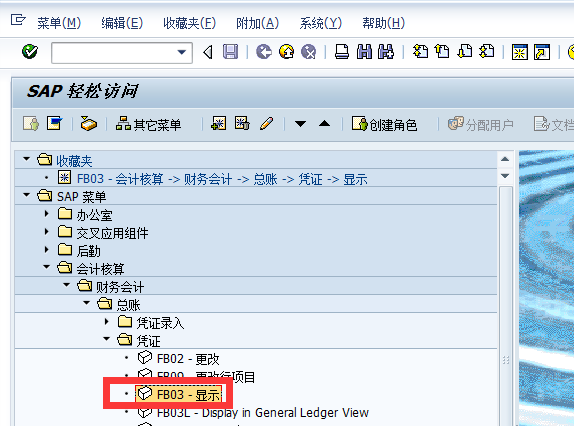 菜单(M) 编辑(E) 收藏夹(F) 附加(A) 系统(Y) 帮助(H)
SAP 轻松访问
其它菜单 创建角色 分配用户 文档
收藏夹
FB03 - 会计核算 -> 财务会计 -> 总账 -> 凭证 -> 显示
SAP 菜单
办公室
交叉应用组件
后勤
会计核算
财务会计
总账
凭证录入
凭证
FB02 - 更改
FB09 - 更改行项目
FB03 - 显示
FB03L - Display in General Ledger View